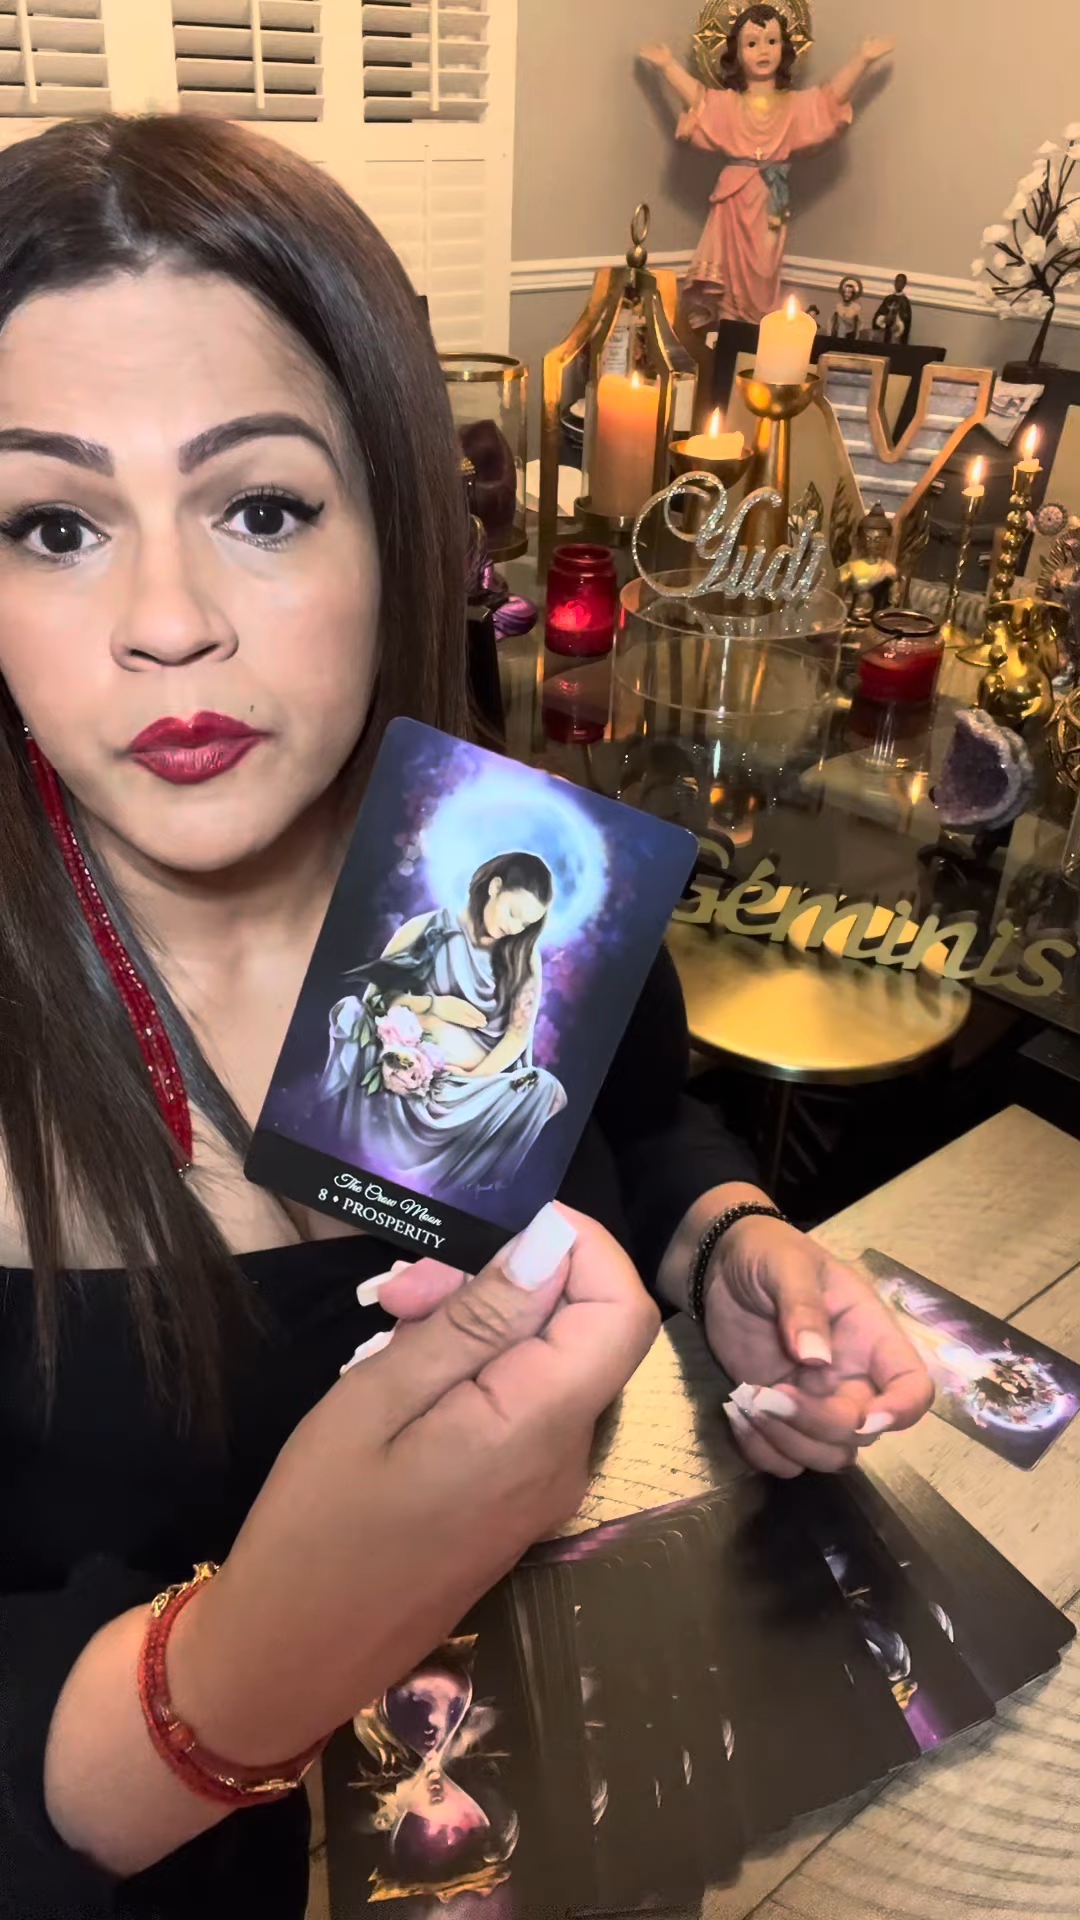 Yudi
Géminis
The Crow Moon
8 • PROSPERITY